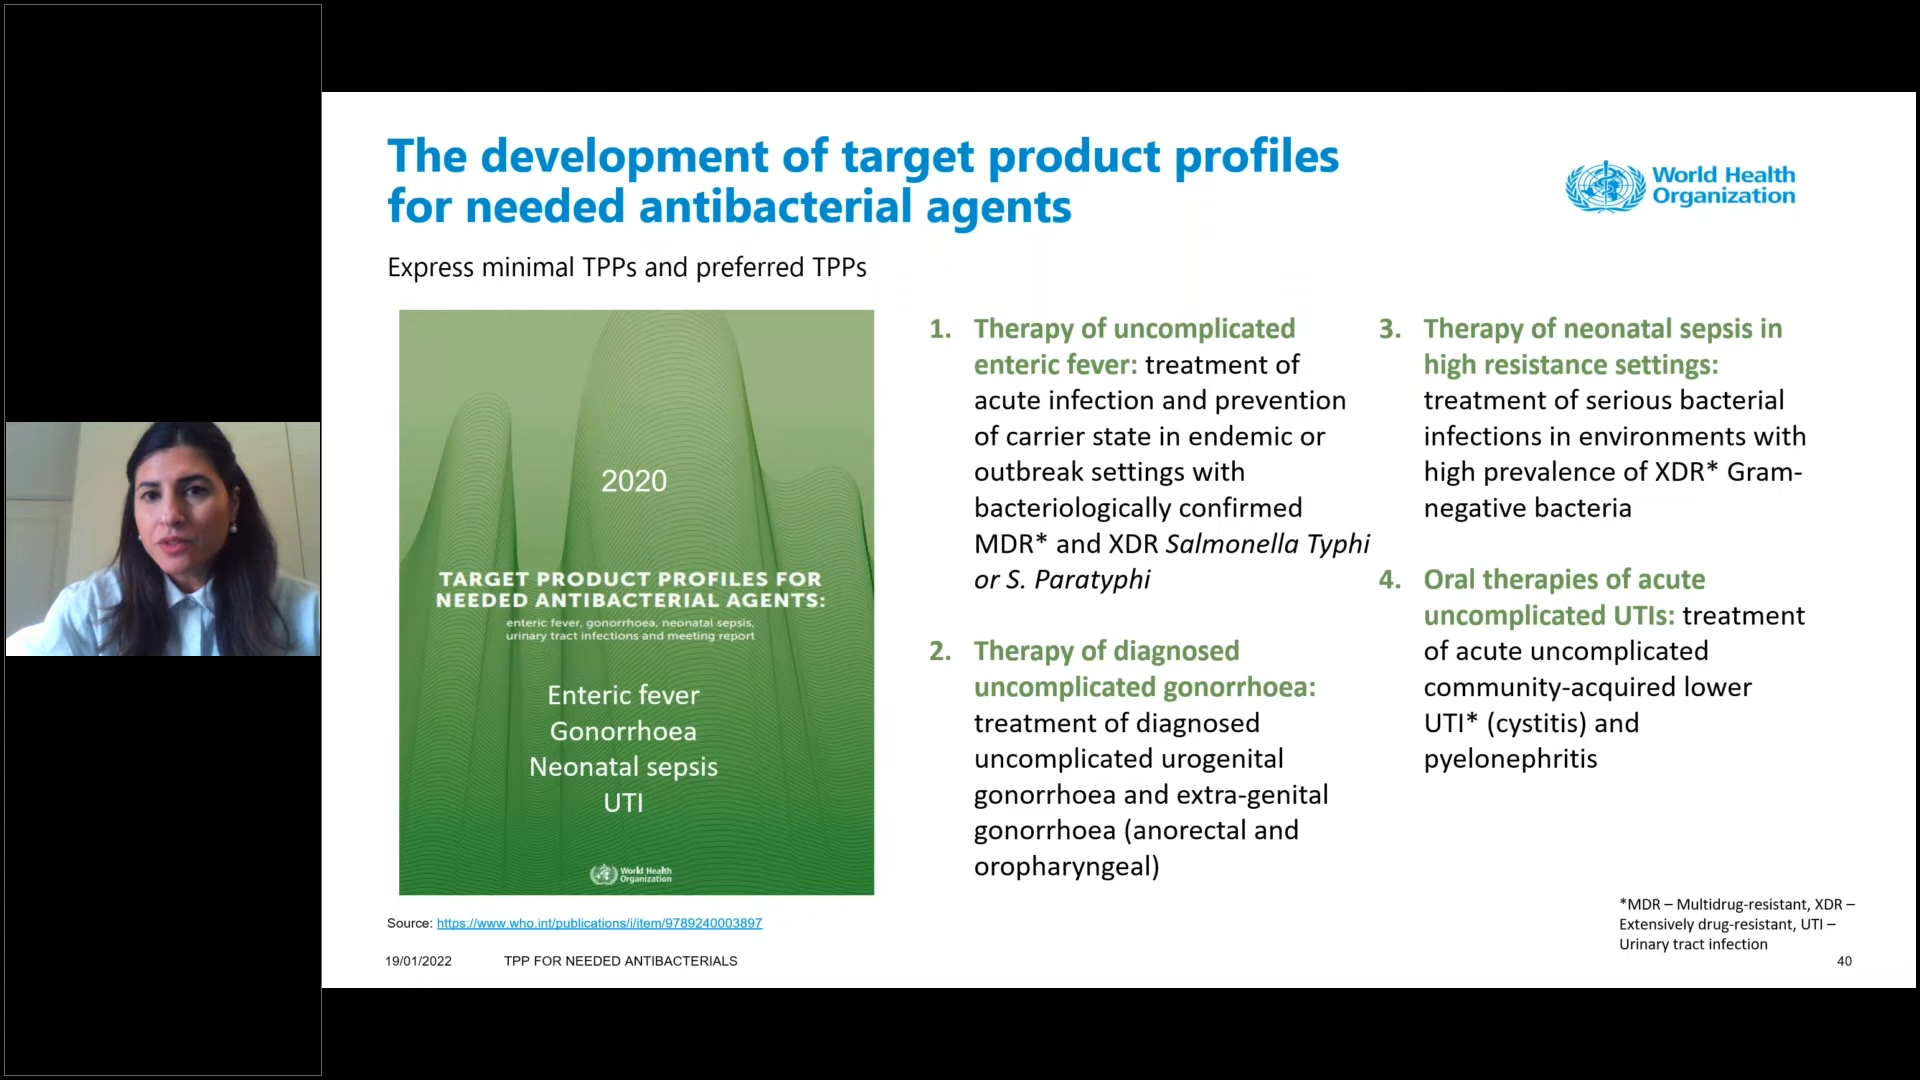 The development of target product profiles
for needed antibacterial agents
World Health
Organization
Express minimal TPPs and preferred TPPs
2020
TARGET PRODUCT PROFILES FOR
NEEDED ANTIBACTERIAL AGENTS:
enteric fever, gonorrhoea, neonatal sepsis,
urinary tract infections and meeting report
Enteric fever
Gonorrhoea
Neonatal sepsis
UTI
World Health
Organization
1. Therapy of uncomplicated
enteric fever: treatment of
acute infection and prevention
of carrier state in endemic or
outbreak settings with
bacteriologically confirmed
MDR* and XDR Salmonella Typhi
or S. Paratyphi
2. Therapy of diagnosed
uncomplicated gonorrhoea:
treatment of diagnosed
uncomplicated urogenital
gonorrhoea and extra-genital
gonorrhoea (anorectal and
oropharyngeal)
3. Therapy of neonatal sepsis in
high resistance settings:
treatment of serious bacterial
infections in environments with
high prevalence of XDR* Gram-
negative bacteria
4. Oral therapies of acute
uncomplicated UTIs: treatment
of acute uncomplicated
community-acquired lower
UTI* (cystitis) and
pyelonephritis
*MDR – Multidrug-resistant, XDR –
Extensively drug-resistant, UTI –
Urinary tract infection
Source: https://www.who.int/publications/i/item/9789240003897
19/01/2022 TPP FOR NEEDED ANTIBACTERIALS 40